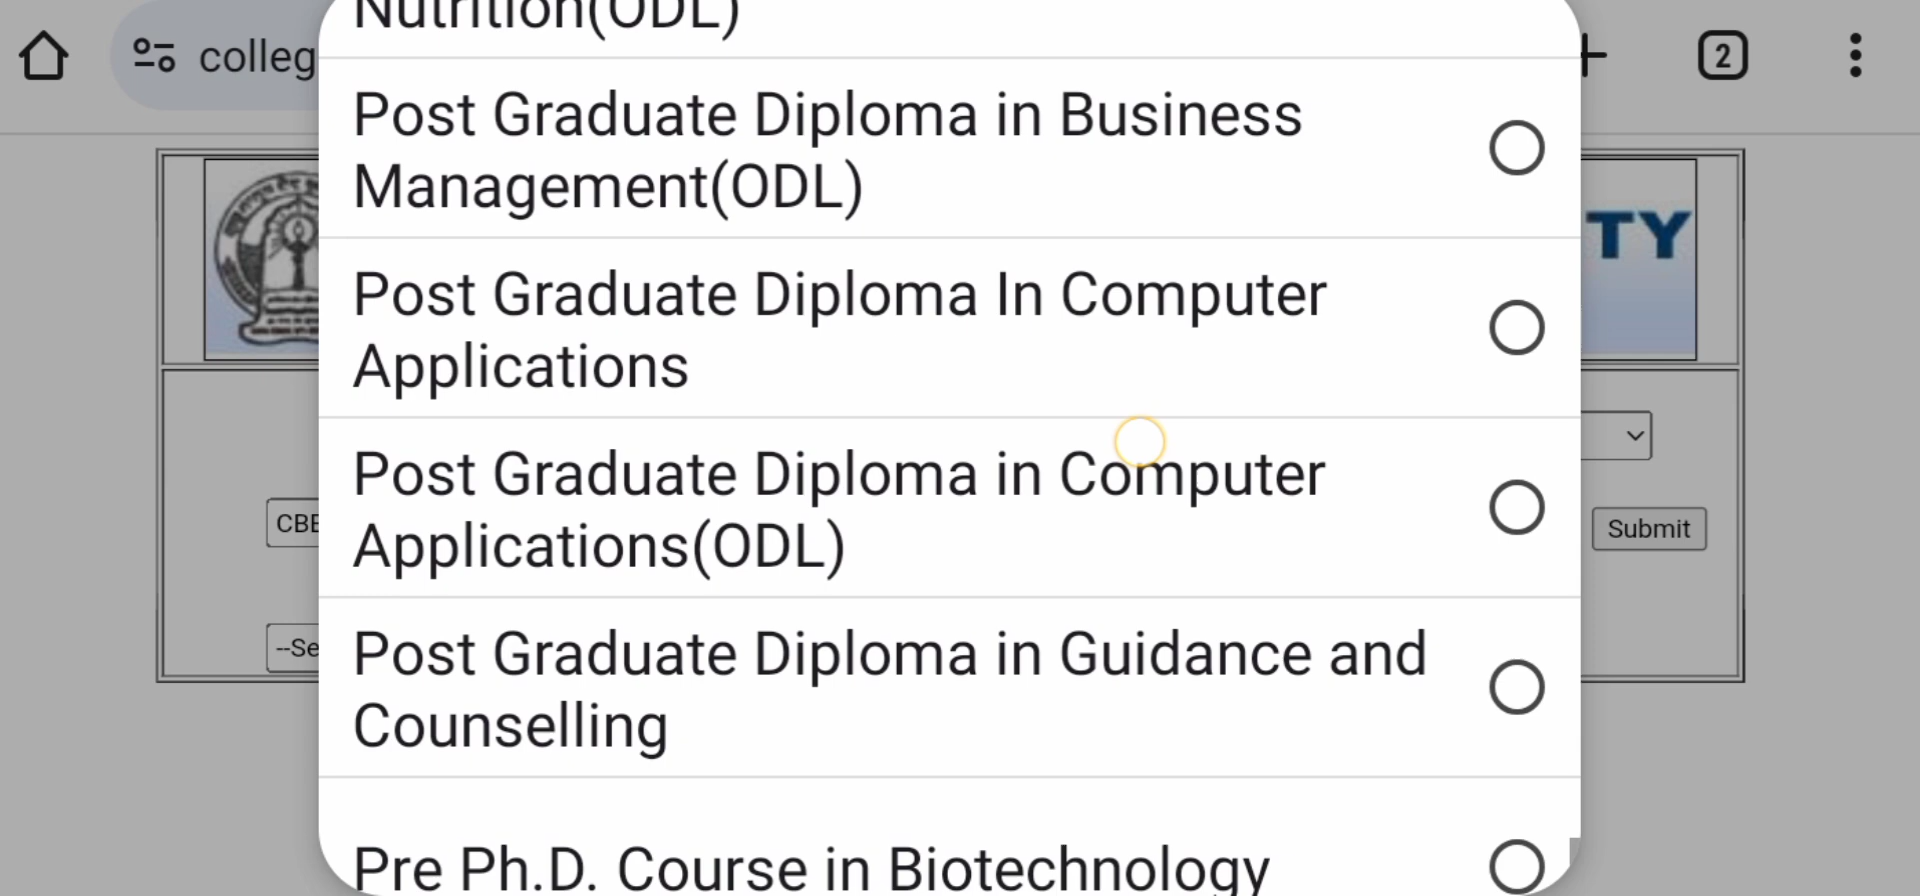 Nutrition(ODL)
colleg
2
Post Graduate Diploma in Business
Management(ODL)
TY
Post Graduate Diploma In Computer
Applications
Post Graduate Diploma in Computer
Applications(ODL)
CBE
Submit
Post Graduate Diploma in Guidance and
Counselling
--Se
Pre Ph.D. Course in Biotechnology